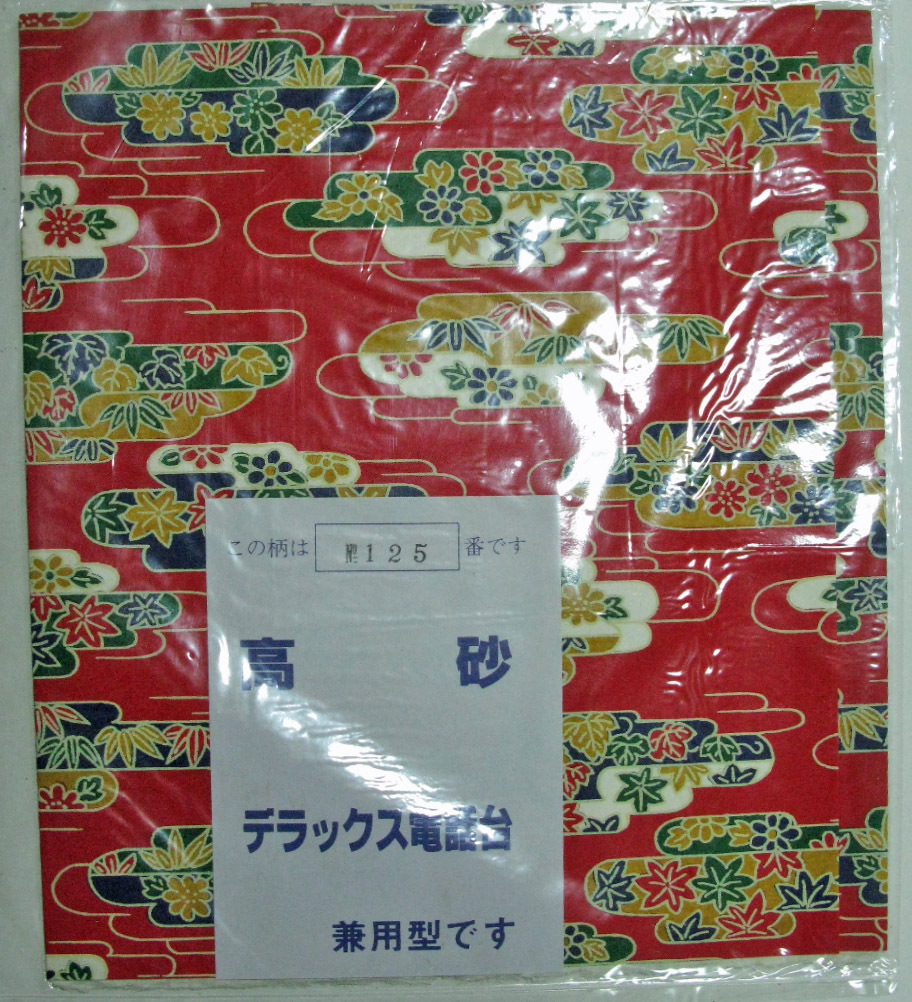 この柄は 125 番です
高 砂
デラックス電話台
兼用型です